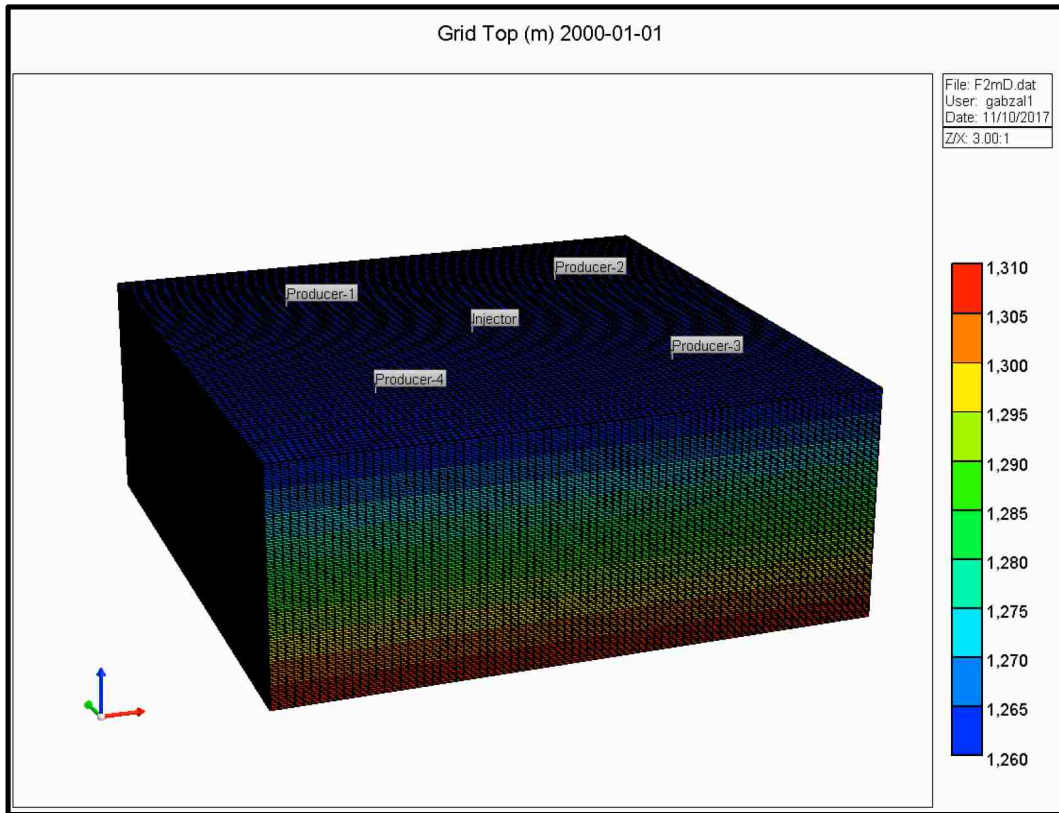 Grid Top (m) 2000-01-01
File: F2mD.dat
User: gabzal1
Date: 11/10/2017
Z/X: 3.00:1
Producer-2
Producer-1
Injector
Producer-3
Producer-4
1,310
1,305
1,300
1,295
1,290
1,285
1,280
1,275
1,270
1,265
1,260